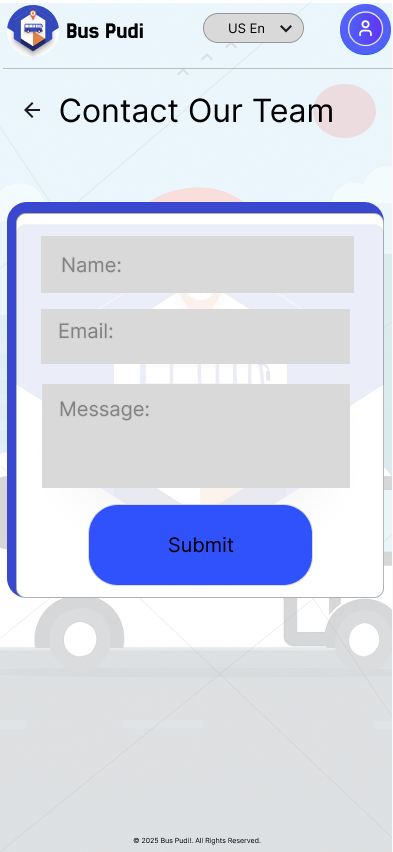 Bus Pudi
US En
Contact Our Team
Name:
Email:
Message:
Submit
© 2025 Bus Pudi!. All Rights Reserved.